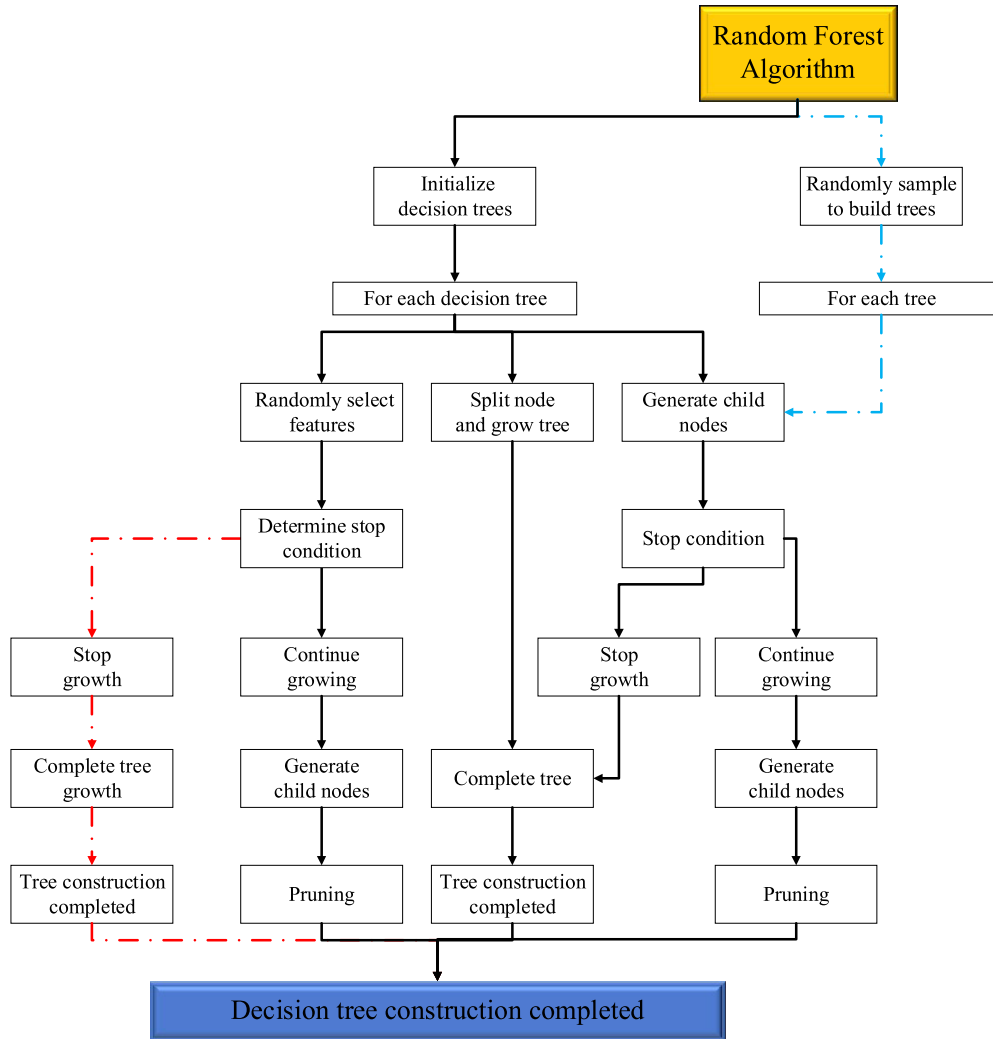 Random Forest
Algorithm
Initialize
decision trees
Randomly sample
to build trees
For each decision tree
For each tree
Randomly select
features
Split node
and grow tree
Generate child
nodes
Determine stop
condition
Stop condition
Stop
growth
Continue
growing
Stop
growth
Continue
growing
Complete tree
growth
Generate
child nodes
Complete tree
Generate
child nodes
Tree construction
completed
Pruning
Tree construction
completed
Pruning
Decision tree construction completed